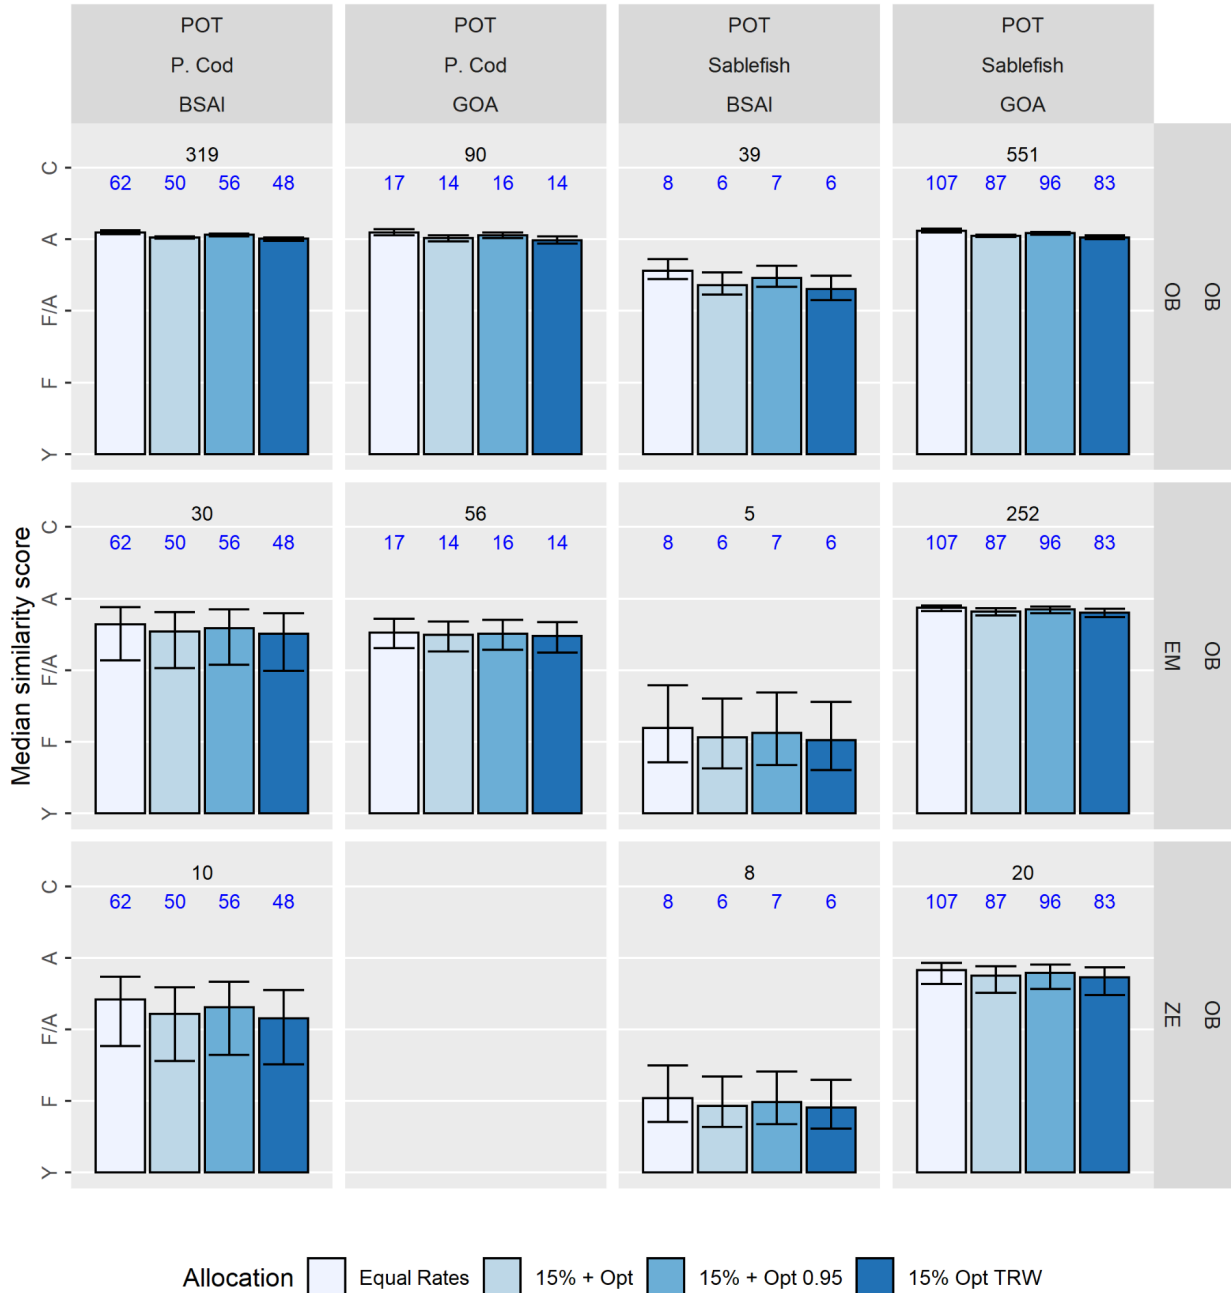 POT POT POT POT
P. Cod P. Cod Sablefish Sablefish
BSAI GOA BSAI GOA
319 90 39 551
C
62 50 56 48 17 14 16 14 8 6 7 6 107 87 96 83
A
F/A
F
Y
OB
OB
30 56 5 252
C
62 50 56 48 17 14 16 14 8 6 7 6 107 87 96 83
A
F/A
F
Y
OB
EM
Median similarity score
10 8 20
C
62 50 56 48 8 6 7 6 107 87 96 83
A
F/A
F
Y
OB
ZE
Allocation Equal Rates 15% + Opt 15% + Opt 0.95 15% Opt TRW